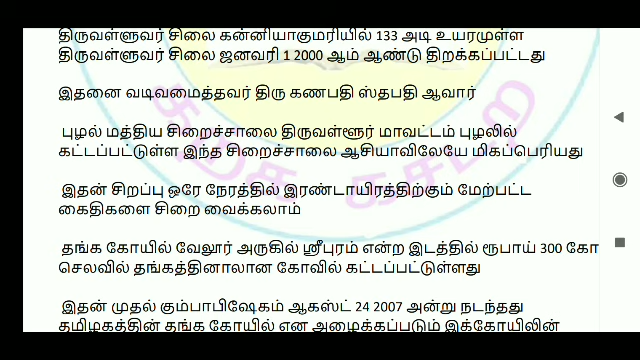 திருவள்ளுவர் சிலை கன்னியாகுமரியில் 133 அடி உயரமுள்ள
திருவள்ளுவர் சிலை ஜனவரி 1 2000 ஆம் ஆண்டு திறக்கப்பட்டது
இதனை வடிவமைத்தவர் திரு கணபதி ஸ்தபதி ஆவார்
புழல் மத்திய சிறைச்சாலை திருவள்ளூர் மாவட்டம் புழலில்
கட்டப்பட்டுள்ள இந்த சிறைச்சாலை ஆசியாவிலேயே மிகப்பெரியது
இதன் சிறப்பு ஒரே நேரத்தில் இரண்டாயிரத்திற்கும் மேற்பட்ட
கைதிகளை சிறை வைக்கலாம்
தங்க கோயில் வேலூர் அருகில் ஸ்ரீபுரம் என்ற இடத்தில் ரூபாய் 300 கோ
செலவில் தங்கத்தினாலான கோவில் கட்டப்பட்டுள்ளது
இதன் முதல் கும்பாபிஷேகம் ஆகஸ்ட் 24 2007 அன்று நடந்தது
தமிழகத்தின் தங்க கோயில் என அழைக்கப்படும் இக்கோயிலின்